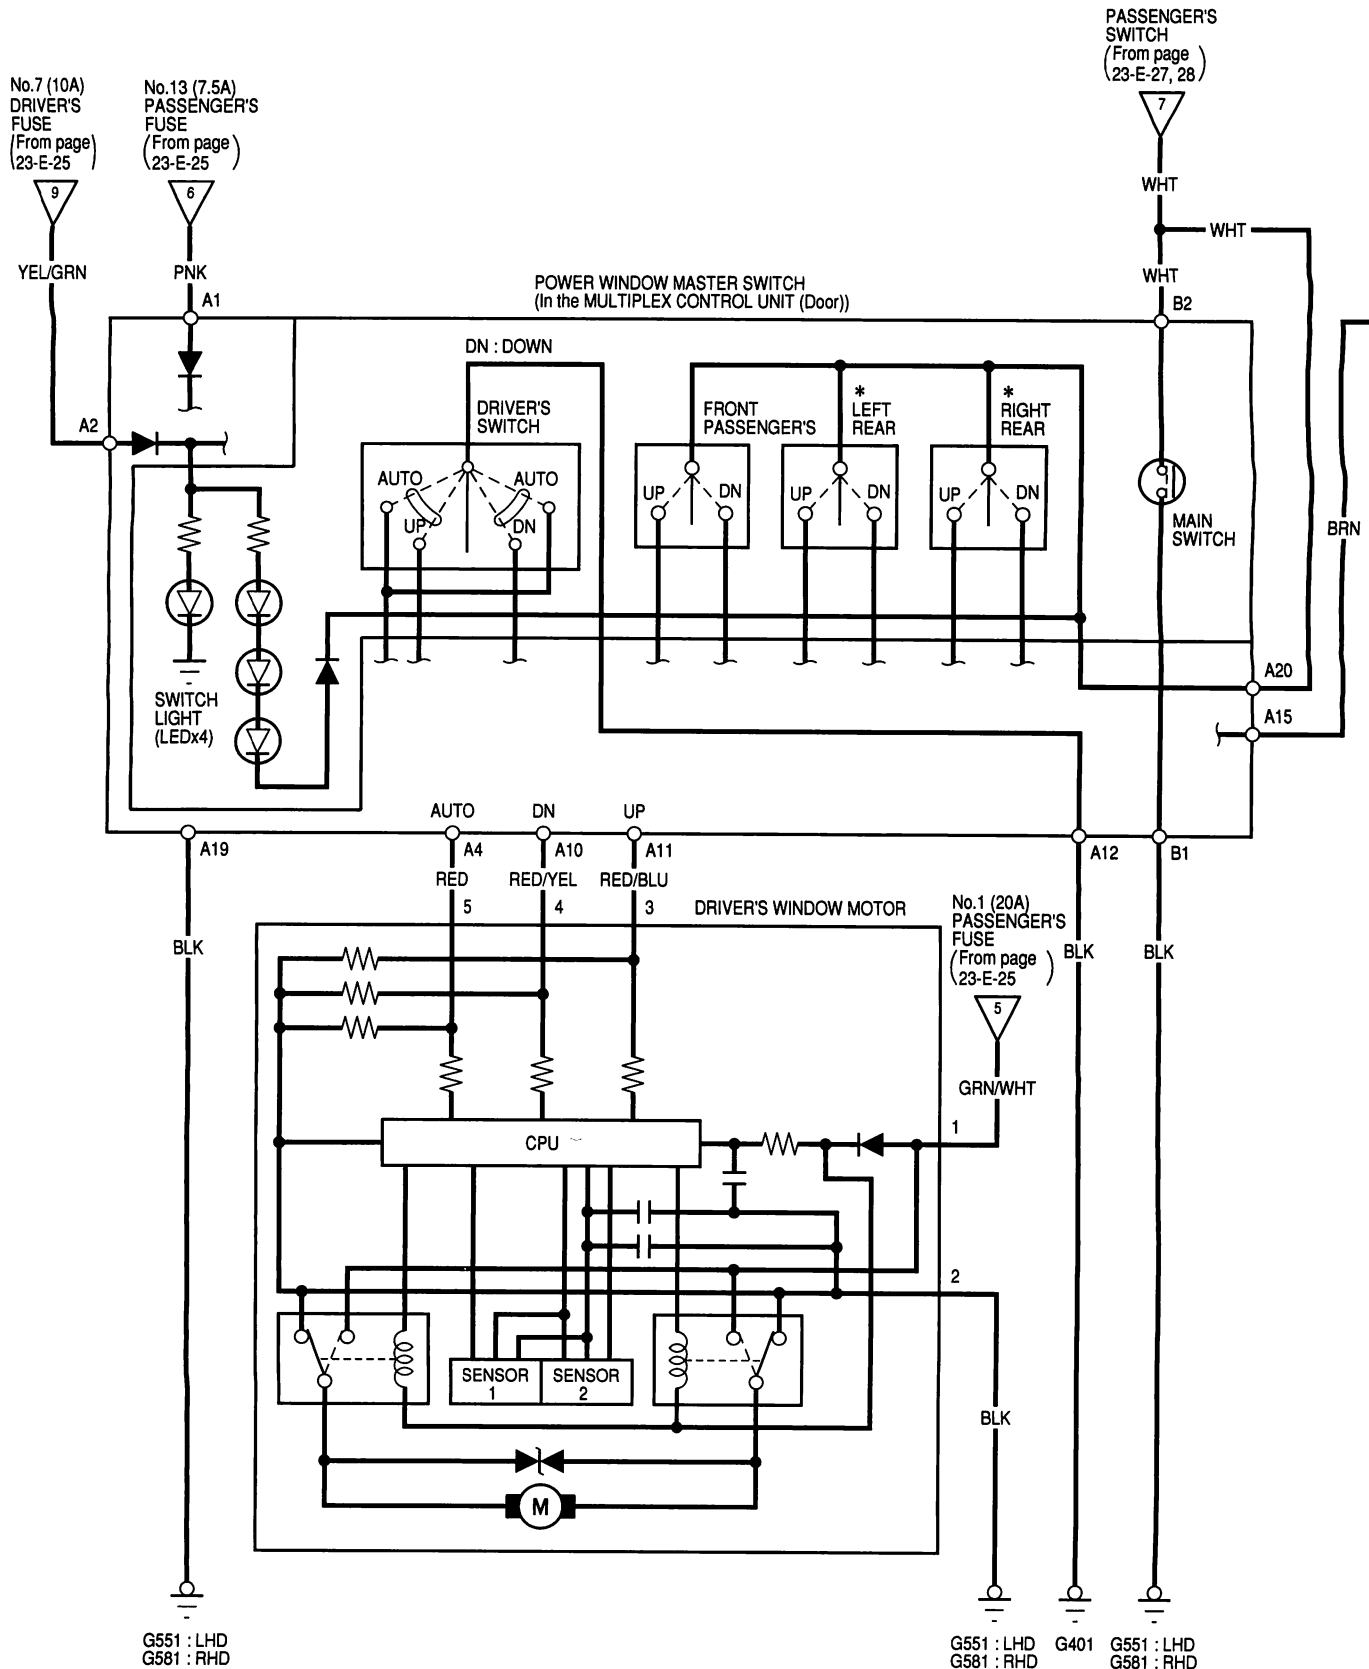 PASSENGER'S
SWITCH
(From page
23-E-27, 28)
7
No.7 (10A)
DRIVER'S
FUSE
(From page)
23-E-25
9
No.13 (7.5A)
PASSENGER'S
FUSE
(From page)
23-E-25
6
WHT
WHT
WHT
YEL/GRN
PNK
A1
POWER WINDOW MASTER SWITCH
(In the MULTIPLEX CONTROL UNIT (Door))
B2
DN : DOWN
A2
DRIVER'S
SWITCH
AUTO
AUTO
UP
DN
FRONT
PASSENGER'S
UP
DN
*
LEFT
REAR
UP
DN
*
RIGHT
REAR
UP
DN
MAIN
SWITCH
BRN
SWITCH
LIGHT
(LEDx4)
A20
A15
AUTO
DN
UP
A19
A4
A10
A11
A12
B1
RED
RED/YEL
RED/BLU
5
4
3
DRIVER'S WINDOW MOTOR
No.1 (20A)
PASSENGER'S
FUSE
(From page)
23-E-25
5
BLK
BLK
BLK
GRN/WHT
1
CPU
2
SENSOR
1
SENSOR
2
BLK
M
G551 : LHD
G581 : RHD
G551 : LHD
G581 : RHD
G401
G551 : LHD
G581 : RHD